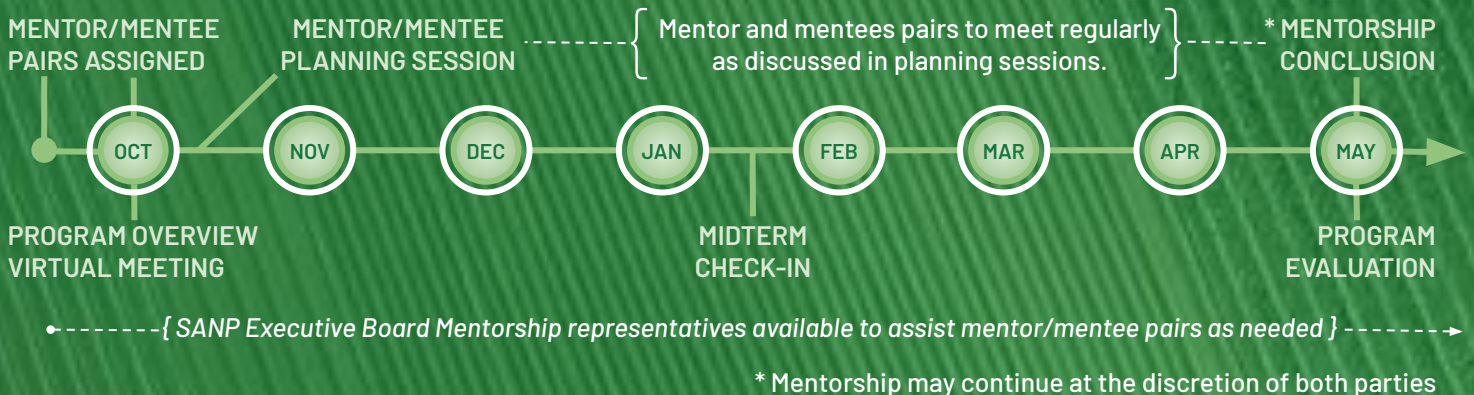 MENTOR/MENTEE
PAIRS ASSIGNED
MENTOR/MENTEE
PLANNING SESSION
Mentor and mentees pairs to meet regularly
as discussed in planning sessions.
* MENTORSHIP
CONCLUSION
OCT
NOV
DEC
JAN
FEB
MAR
APR
MAY
PROGRAM OVERVIEW
VIRTUAL MEETING
MIDTERM
CHECK-IN
PROGRAM
EVALUATION
{ SANP Executive Board Mentorship representatives available to assist mentor/mentee pairs as needed }
* Mentorship may continue at the discretion of both parties